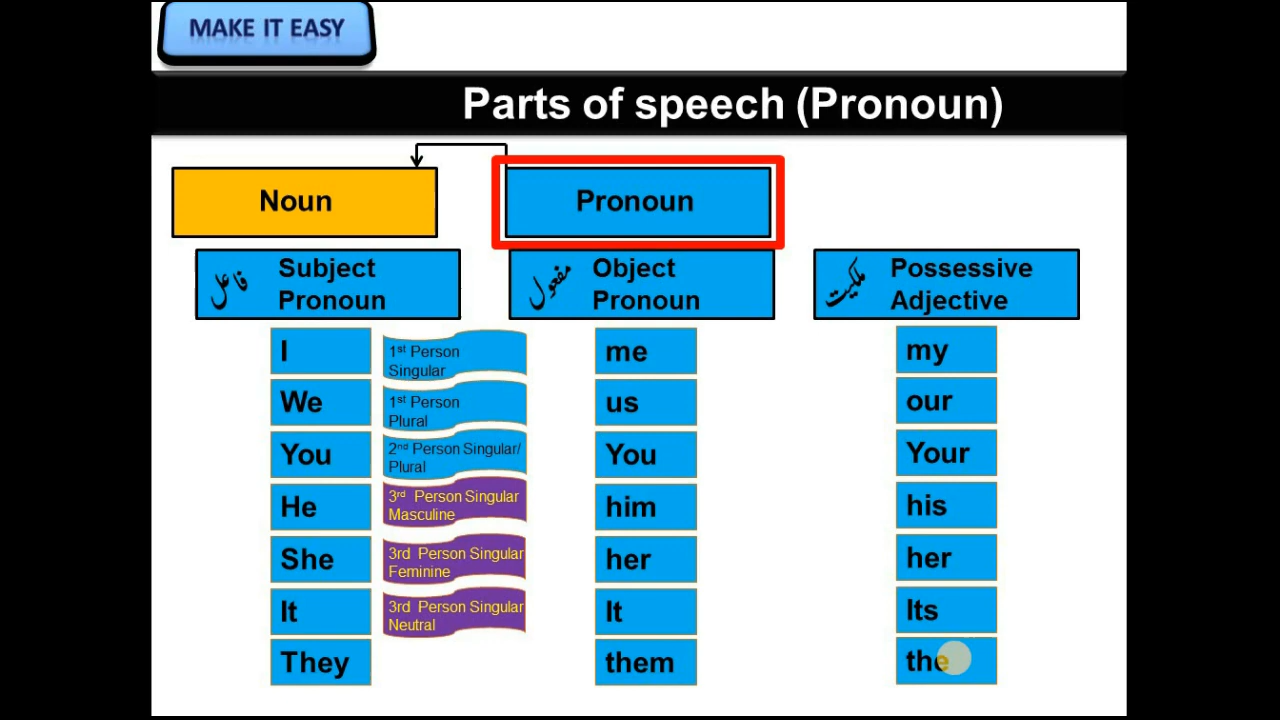 MAKE IT EASY
Parts of speech (Pronoun)
Noun
Pronoun
فاعل
Subject
Pronoun
مفعول
Object
Pronoun
ملکیت
Possessive
Adjective
I
1st Person
Singular
me
my
We
1st Person
Plural
us
our
You
2nd Person Singular/
Plural
You
Your
He
3rd Person Singular
Masculine
him
his
She
3rd Person Singular
Feminine
her
her
It
3rd Person Singular
Neutral
It
Its
They
them
the